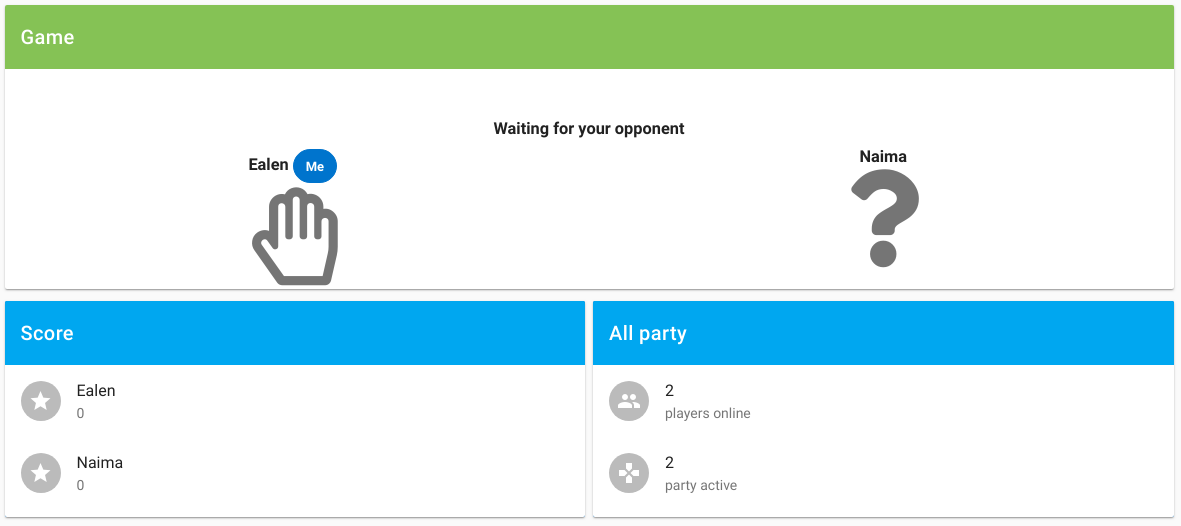 Game
Waiting for your opponent
Ealen Me
Naima
Score
Ealen
0
Naima
0
All party
2
players online
2
party active